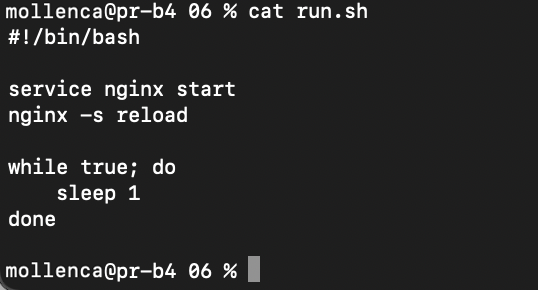 mollenca@pr-b4 06 % cat run.sh
#!/bin/bash

service nginx start
nginx -s reload

while true; do
    sleep 1
done

mollenca@pr-b4 06 %